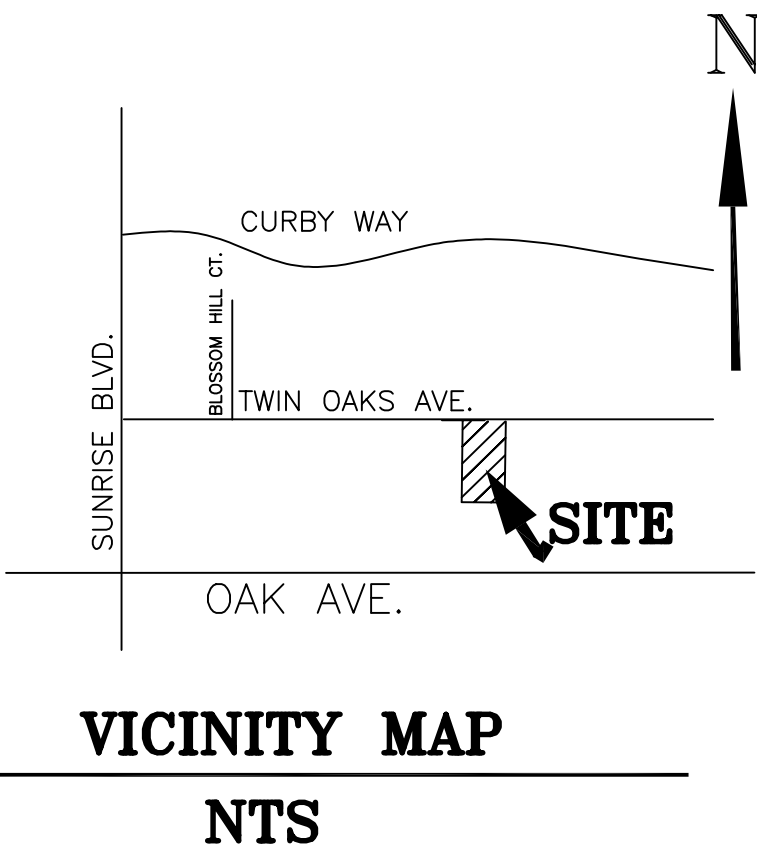 N
CURBY WAY
BLOSSOM HILL CT.
SUNRISE BLVD.
TWIN OAKS AVE.
SITE
OAK AVE.
VICINITY MAP
NTS